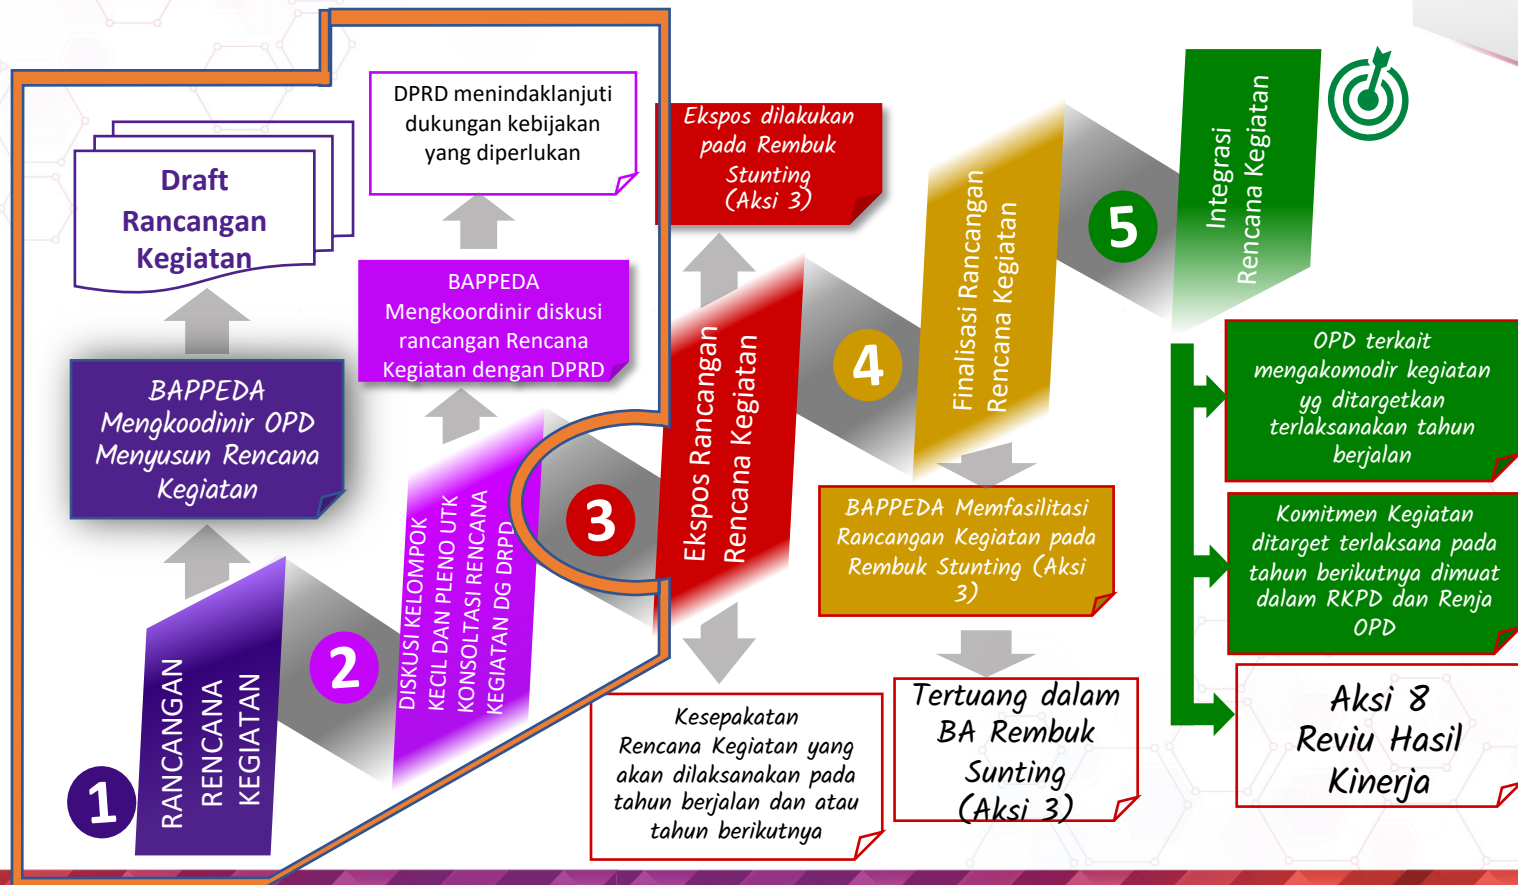 Draft
Rancangan
Kegiatan
BAPPEDA
Mengkoodinir OPD
Menyusun Rencana
Kegiatan
1
RANCANGAN
RENCANA
KEGIATAN
DPRD menindaklanjuti
dukungan kebijakan
yang diperlukan
BAPPEDA
Mengkoordinir diskusi
rancangan Rencana
Kegiatan dengan DPRD
2
DISKUSI KELOMPOK
KECIL DAN PLENO UTK
KONSOLTASI RENCANA
KEGIATAN DG DRPD
Ekspos dilakukan
pada Rembuk
Stunting
(Aksi 3)
3
Ekspos Rancangan
Rencana Kegiatan
Kesepakatan
Rencana Kegiatan yang
akan dilaksanakan pada
tahun berjalan dan atau
tahun berikutnya
4
Finalisasi Rancangan
Rencana Kegiatan
BAPPEDA Memfasilitasi
Rancangan Kegiatan pada
Rembuk Stunting (Aksi
3)
Tertuang dalam
BA Rembuk
Sunting
(Aksi 3)
5
Integrasi
Rencana Kegiatan
OPD terkait
mengakomodir kegiatan
yg ditargetkan
terlaksanakan tahun
berjalan
Komitmen Kegiatan
ditarget terlaksana pada
tahun berikutnya dimuat
dalam RKPD dan Renja
OPD
Aksi 8
Reviu Hasil
Kinerja